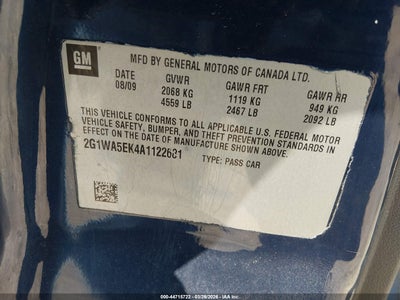 GM
MFD BY GENERAL MOTORS OF CANADA LTD.
DATE GVWR GAWR FRT GAWR RR
08/09 2068 KG 1119 KG 949 KG
4559 LB 2467 LB 2092 LB
THIS VEHICLE CONFORMS TO ALL APPLICABLE U.S. FEDERAL MOTOR
VEHICLE SAFETY, BUMPER, AND THEFT PREVENTION STANDARDS
IN EFFECT ON THE DATE OF MANUFACTURE SHOWN ABOVE.
2G1WA5EK4A1122631 TYPE: PASS CAR
000-44715772 | 03/28/2026 | IAA Inc.